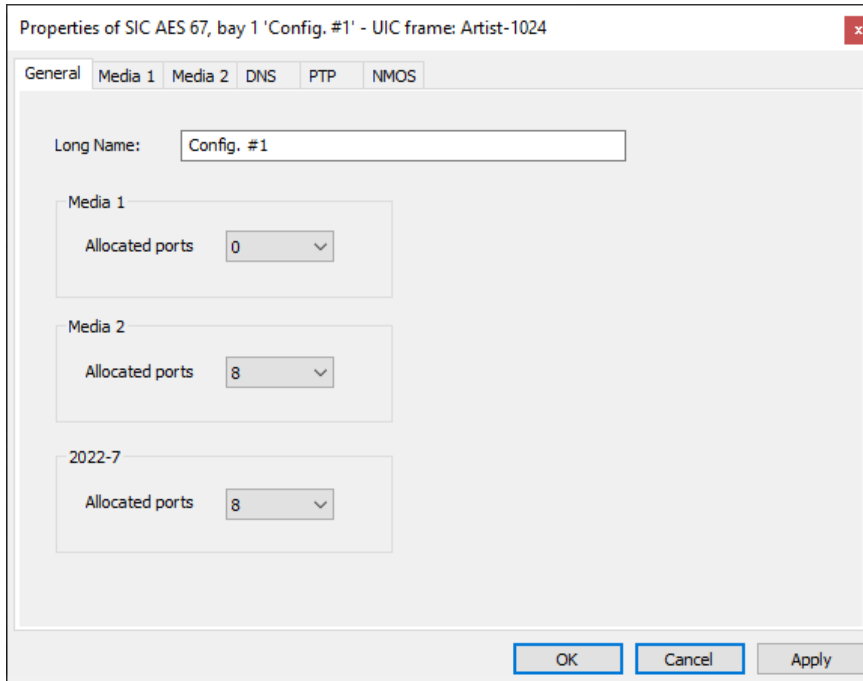 Properties of SIC AES 67, bay 1 'Config. #1' - UIC frame: Artist-1024
x
General Media 1 Media 2 DNS PTP NMOS
Long Name: Config. #1
Media 1
Allocated ports 0
Media 2
Allocated ports 8
2022-7
Allocated ports 8
OK Cancel Apply